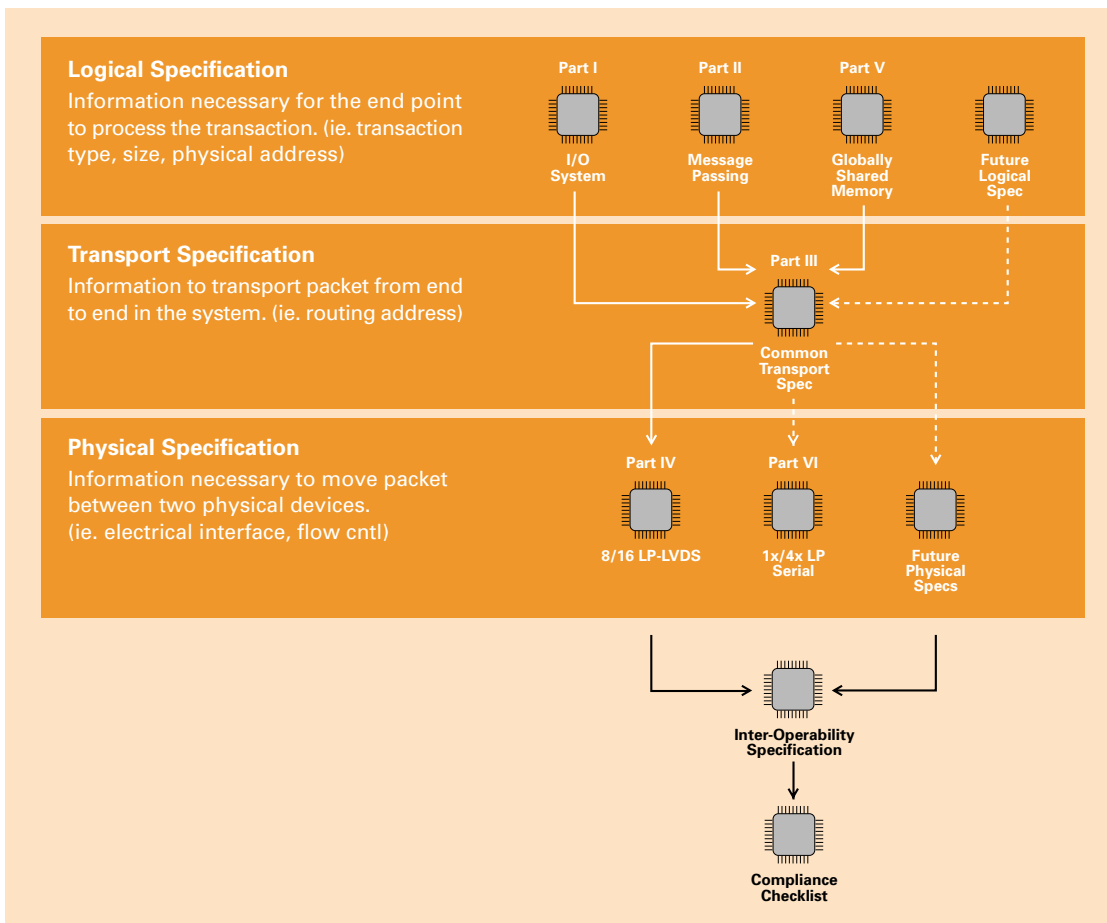 Logical Specification
Information necessary for the end point
to process the transaction. (ie. transaction
type, size, physical address)
Part I
I/O
System
Part II
Message
Passing
Part V
Globally
Shared
Memory
Future
Logical
Spec
Transport Specification
Information to transport packet from end
to end in the system. (ie. routing address)
Part III
Common
Transport
Spec
Physical Specification
Information necessary to move packet
between two physical devices.
(ie. electrical interface, flow cntl)
Part IV
8/16 LP-LVDS
Part VI
1x/4x LP
Serial
Future
Physical
Specs
Inter-Operability
Specification
Compliance
Checklist